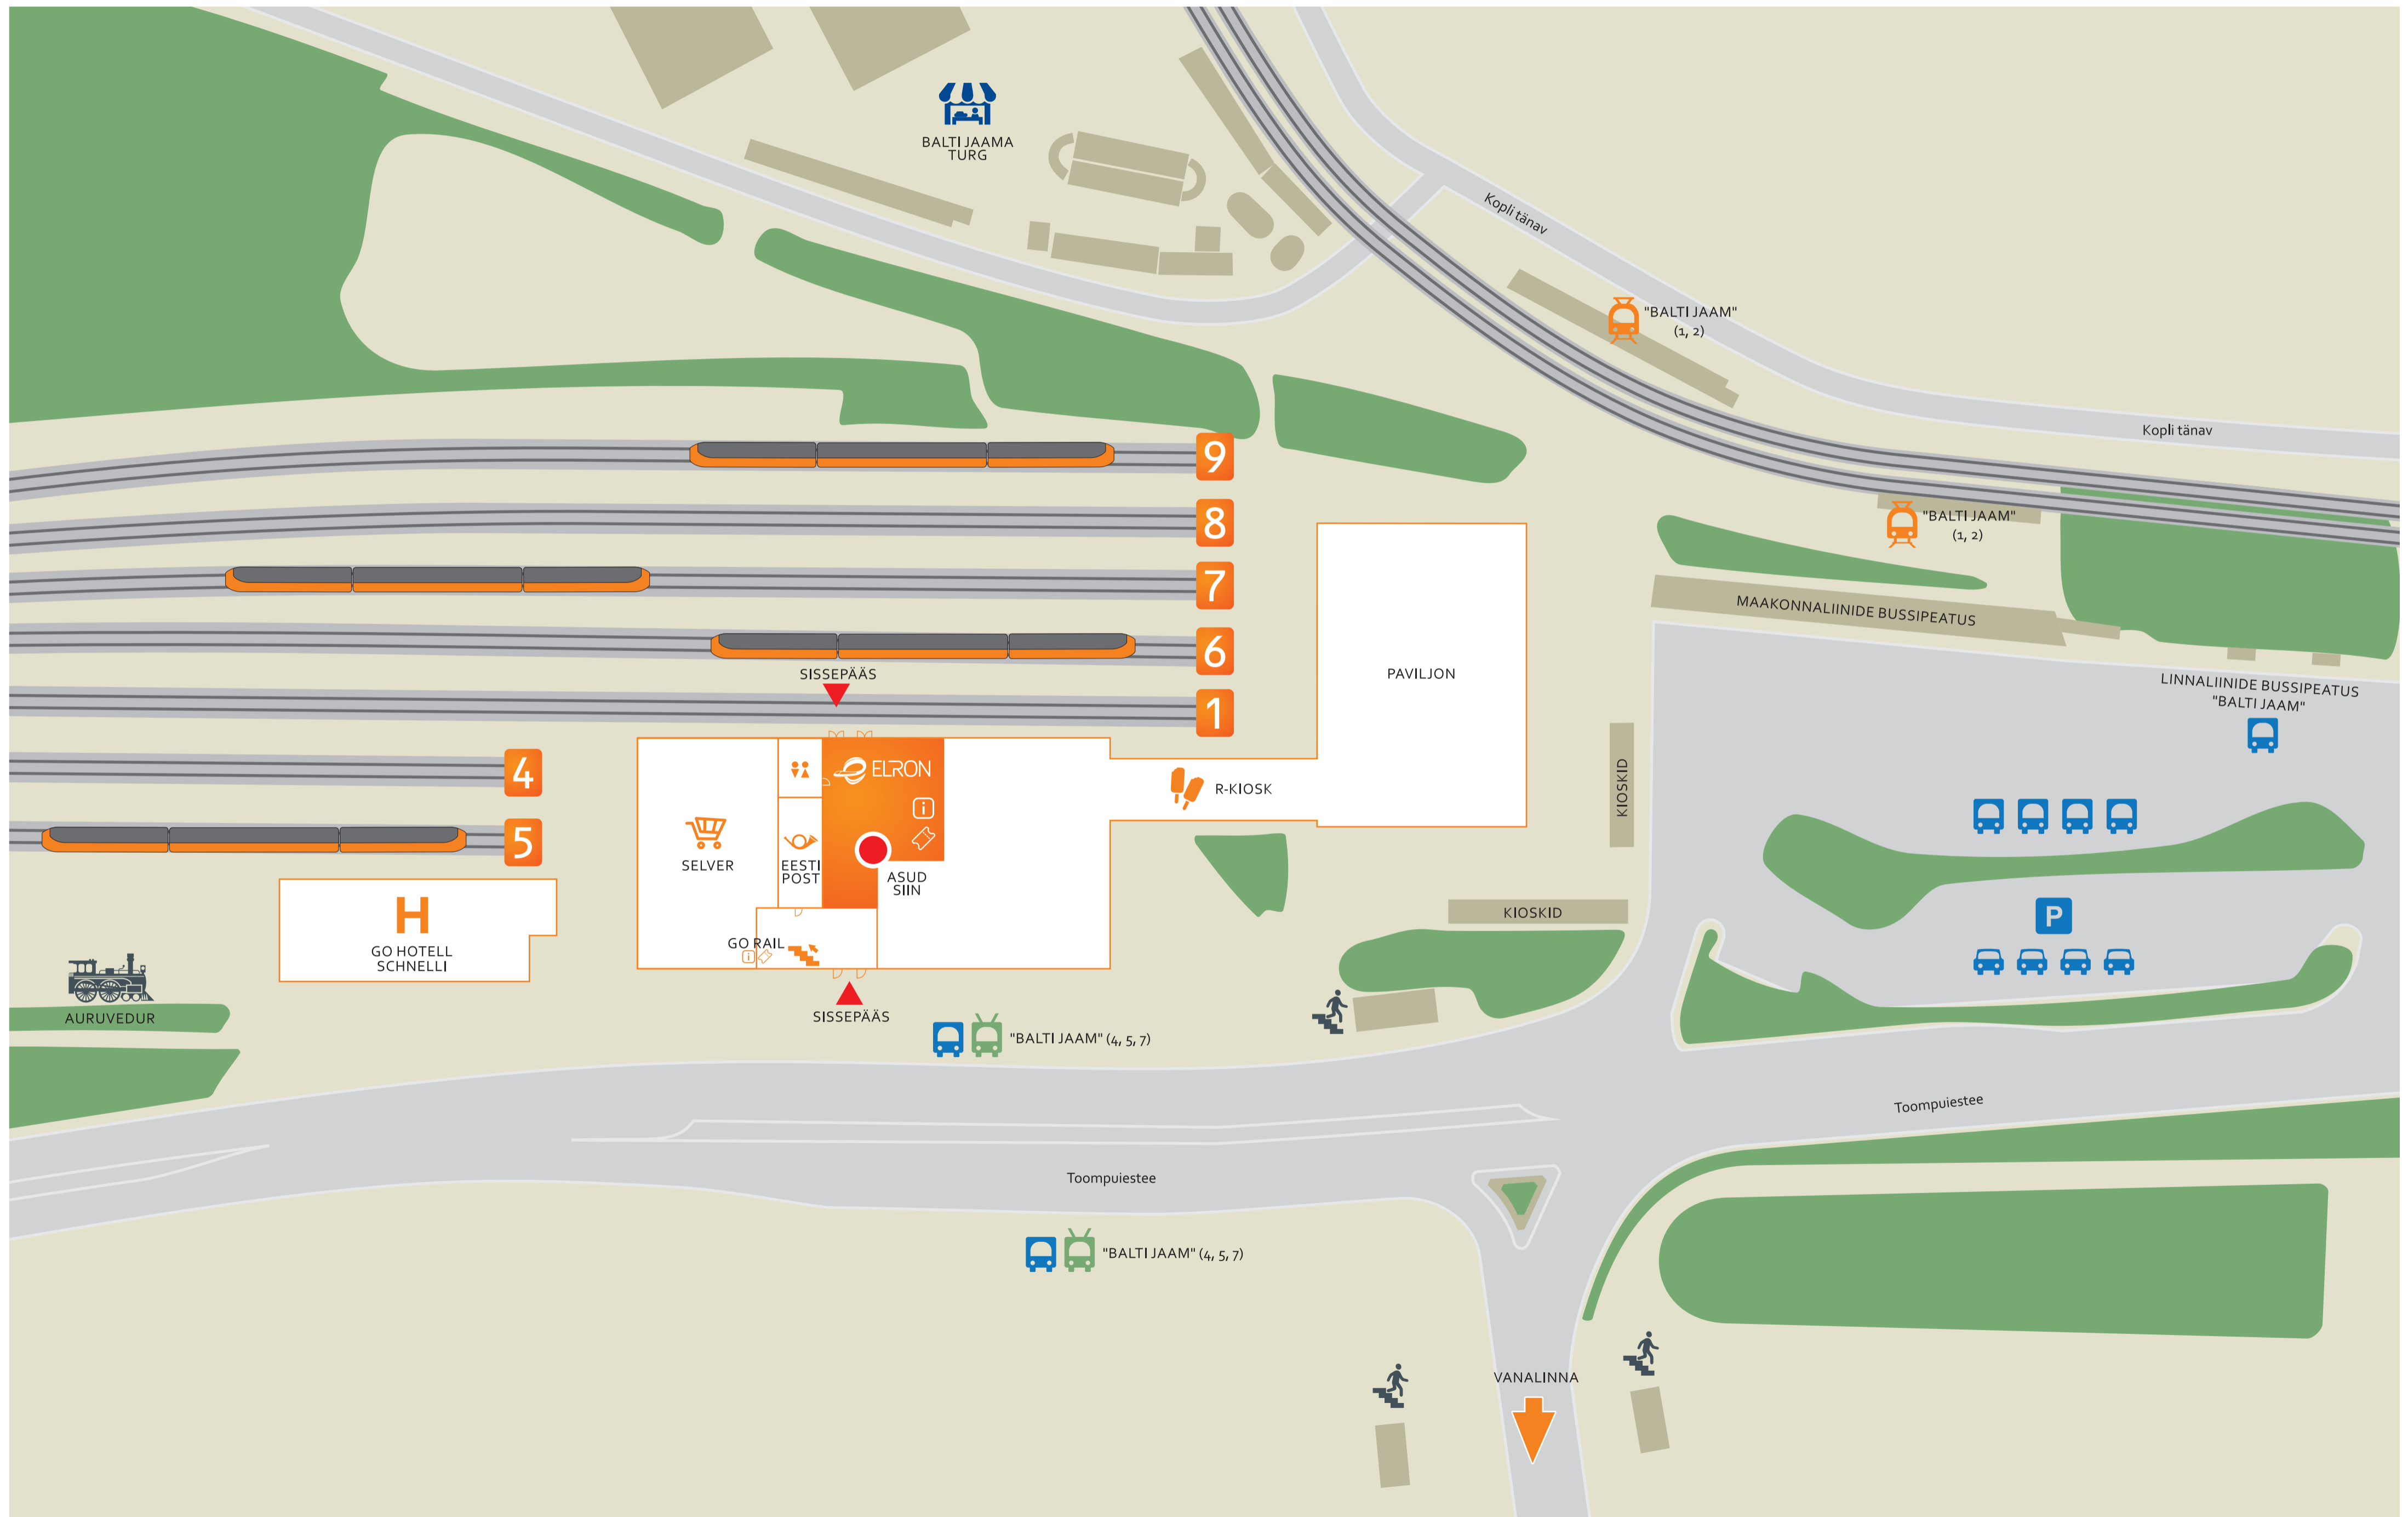 BALTI JAAMA
TURG
Kopli tänav
"BALTI JAAM"
(1, 2)
Kopli tänav
9
8
"BALTI JAAM"
(1, 2)
7
MAAKONNALIINIDE BUSSIPEATUS
6
SISSEPÄÄS
PAVILJON
LINNALIINIDE BUSSIPEATUS
"BALTI JAAM"
1
4
ELRON
R-KIOSK
KIOSKID
i
5
SELVER
EESTI
POST
ASUD
SIIN
H
GO HOTELL
SCHNELLI
KIOSKID
P
GO RAIL
i
AURUVEDUR
SISSEPÄÄS
"BALTI JAAM" (4, 5, 7)
Toompuiestee
Toompuiestee
"BALTI JAAM" (4, 5, 7)
VANALINNA